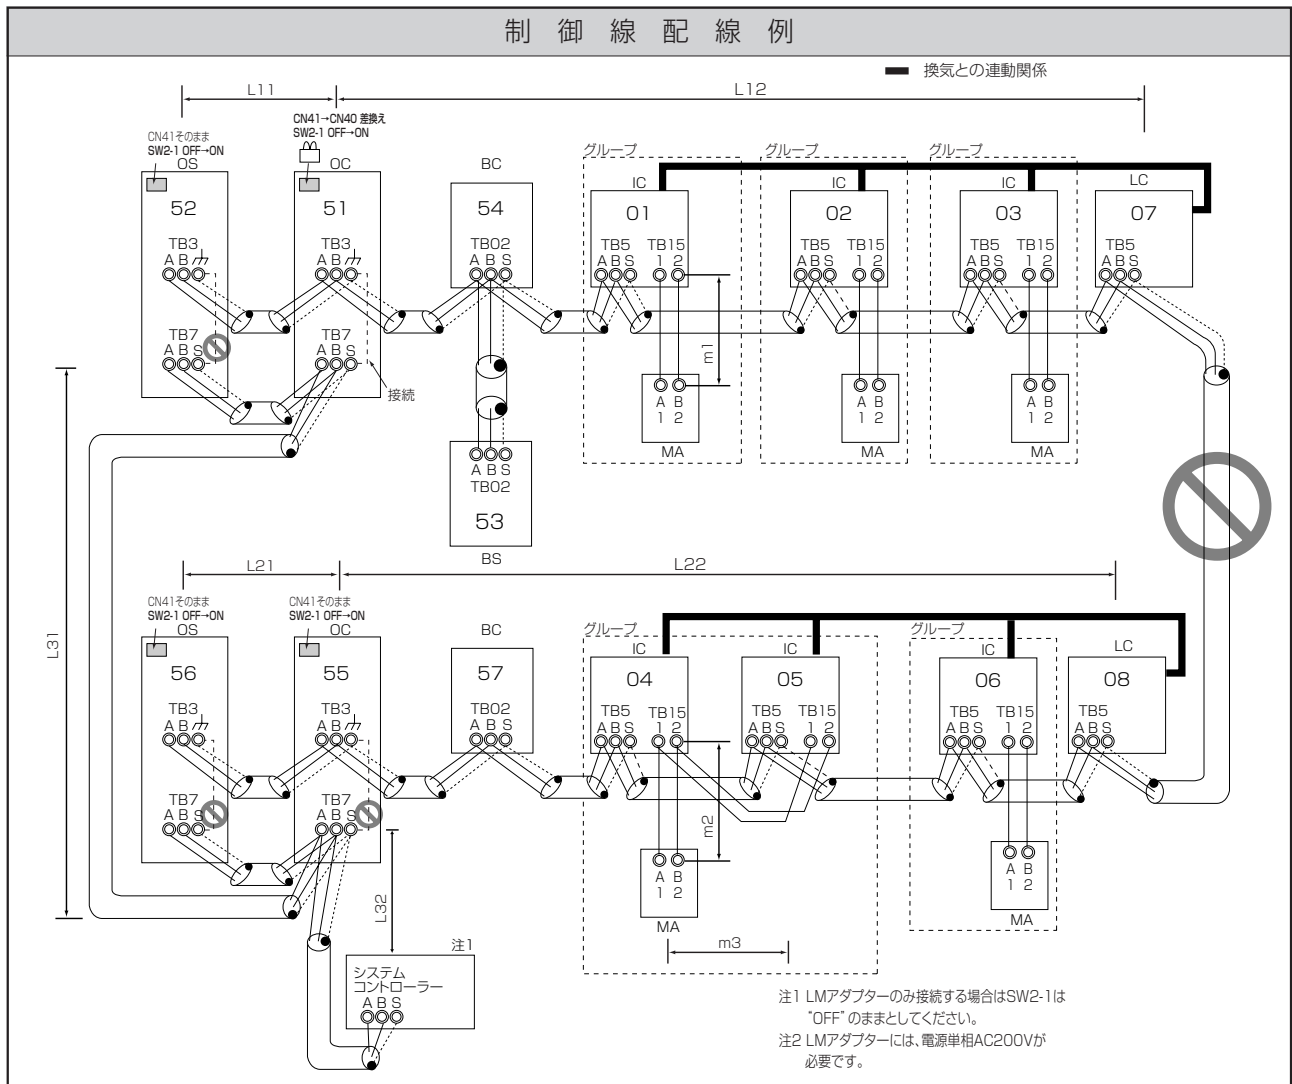 制御線配線例
換気との連動関係
L11
L12
CN41そのまま
SW2-1 OFF→ON
CN41→CN40 差換え
SW2-1 OFF→ON
OS
OC
BC
グループ
グループ
グループ
IC
IC
IC
LC
52
51
54
01
02
03
07
TB3
A B
TB3
A B
TB02
A B S
TB5
A B S
TB15
1 2
TB5
A B S
TB15
1 2
TB5
A B S
TB15
1 2
TB5
A B S
TB7
A B S
TB7
A B S
接続
m1
A B
1 2
MA
A B
1 2
MA
A B
1 2
MA
A B S
TB02
53
BS
L31
L21
L22
CN41そのまま
SW2-1 OFF→ON
CN41そのまま
SW2-1 OFF→ON
OS
OC
BC
グループ
グループ
IC
IC
IC
LC
56
55
57
04
05
06
08
TB3
A B
TB3
A B
TB02
A B S
TB5
A B S
TB15
1 2
TB5
A B S
TB15
1 2
TB5
A B S
TB15
1 2
TB5
A B S
TB7
A B S
TB7
A B S
m2
A B
1 2
MA
A B
1 2
MA
m3
L32
注1
システム
コントローラー
A B S
注1 LMアダプターのみ接続する場合はSW2-1は
“OFF”のままとしてください。
注2 LMアダプターには、電源単相AC200Vが
必要です。